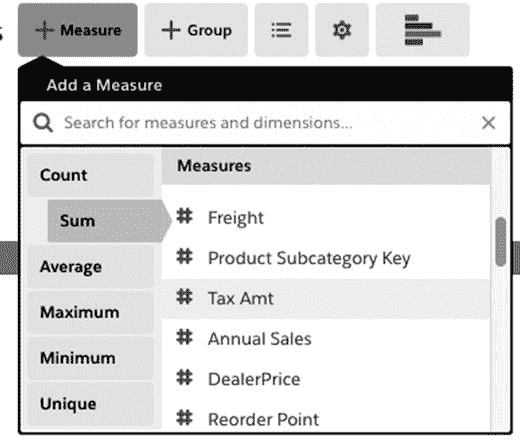 Measure
Group
Add a Measure
Search for measures and dimensions...
Count
Sum
Average
Maximum
Minimum
Unique
Measures
# Freight
# Product Subcategory Key
# Tax Amt
# Annual Sales
# DealerPrice
# Reorder Point